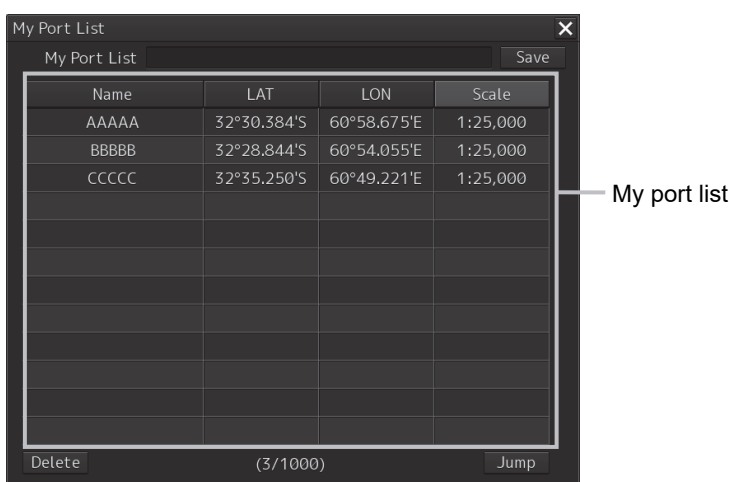 My Port List
My Port List Save
Name LAT LON Scale
AAAAA 32°30.384'S 60°58.675'E 1:25,000
BBBBB 32°28.844'S 60°54.055'E 1:25,000
CCCCC 32°35.250'S 60°49.221'E 1:25,000
My port list
Delete (3/1000) Jump